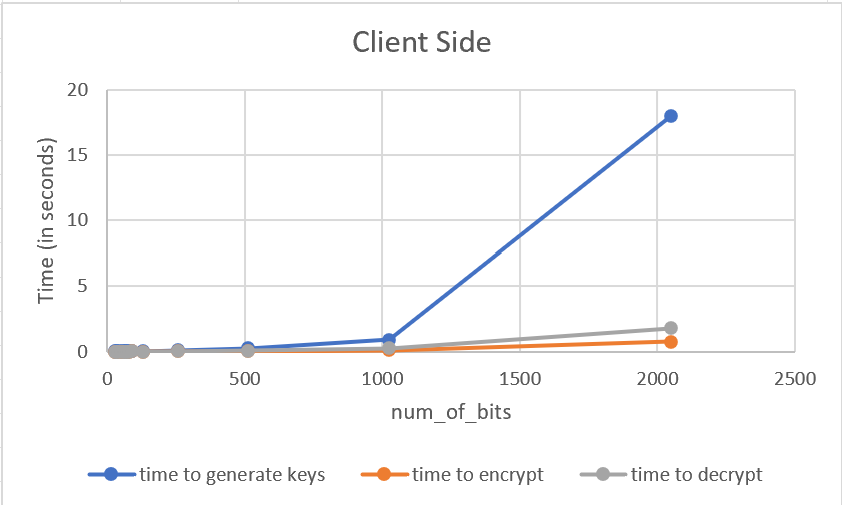 Client Side
20
15
10
5
0
Time (in seconds)
0 500 1000 1500 2000 2500
num_of_bits
time to generate keys time to encrypt time to decrypt